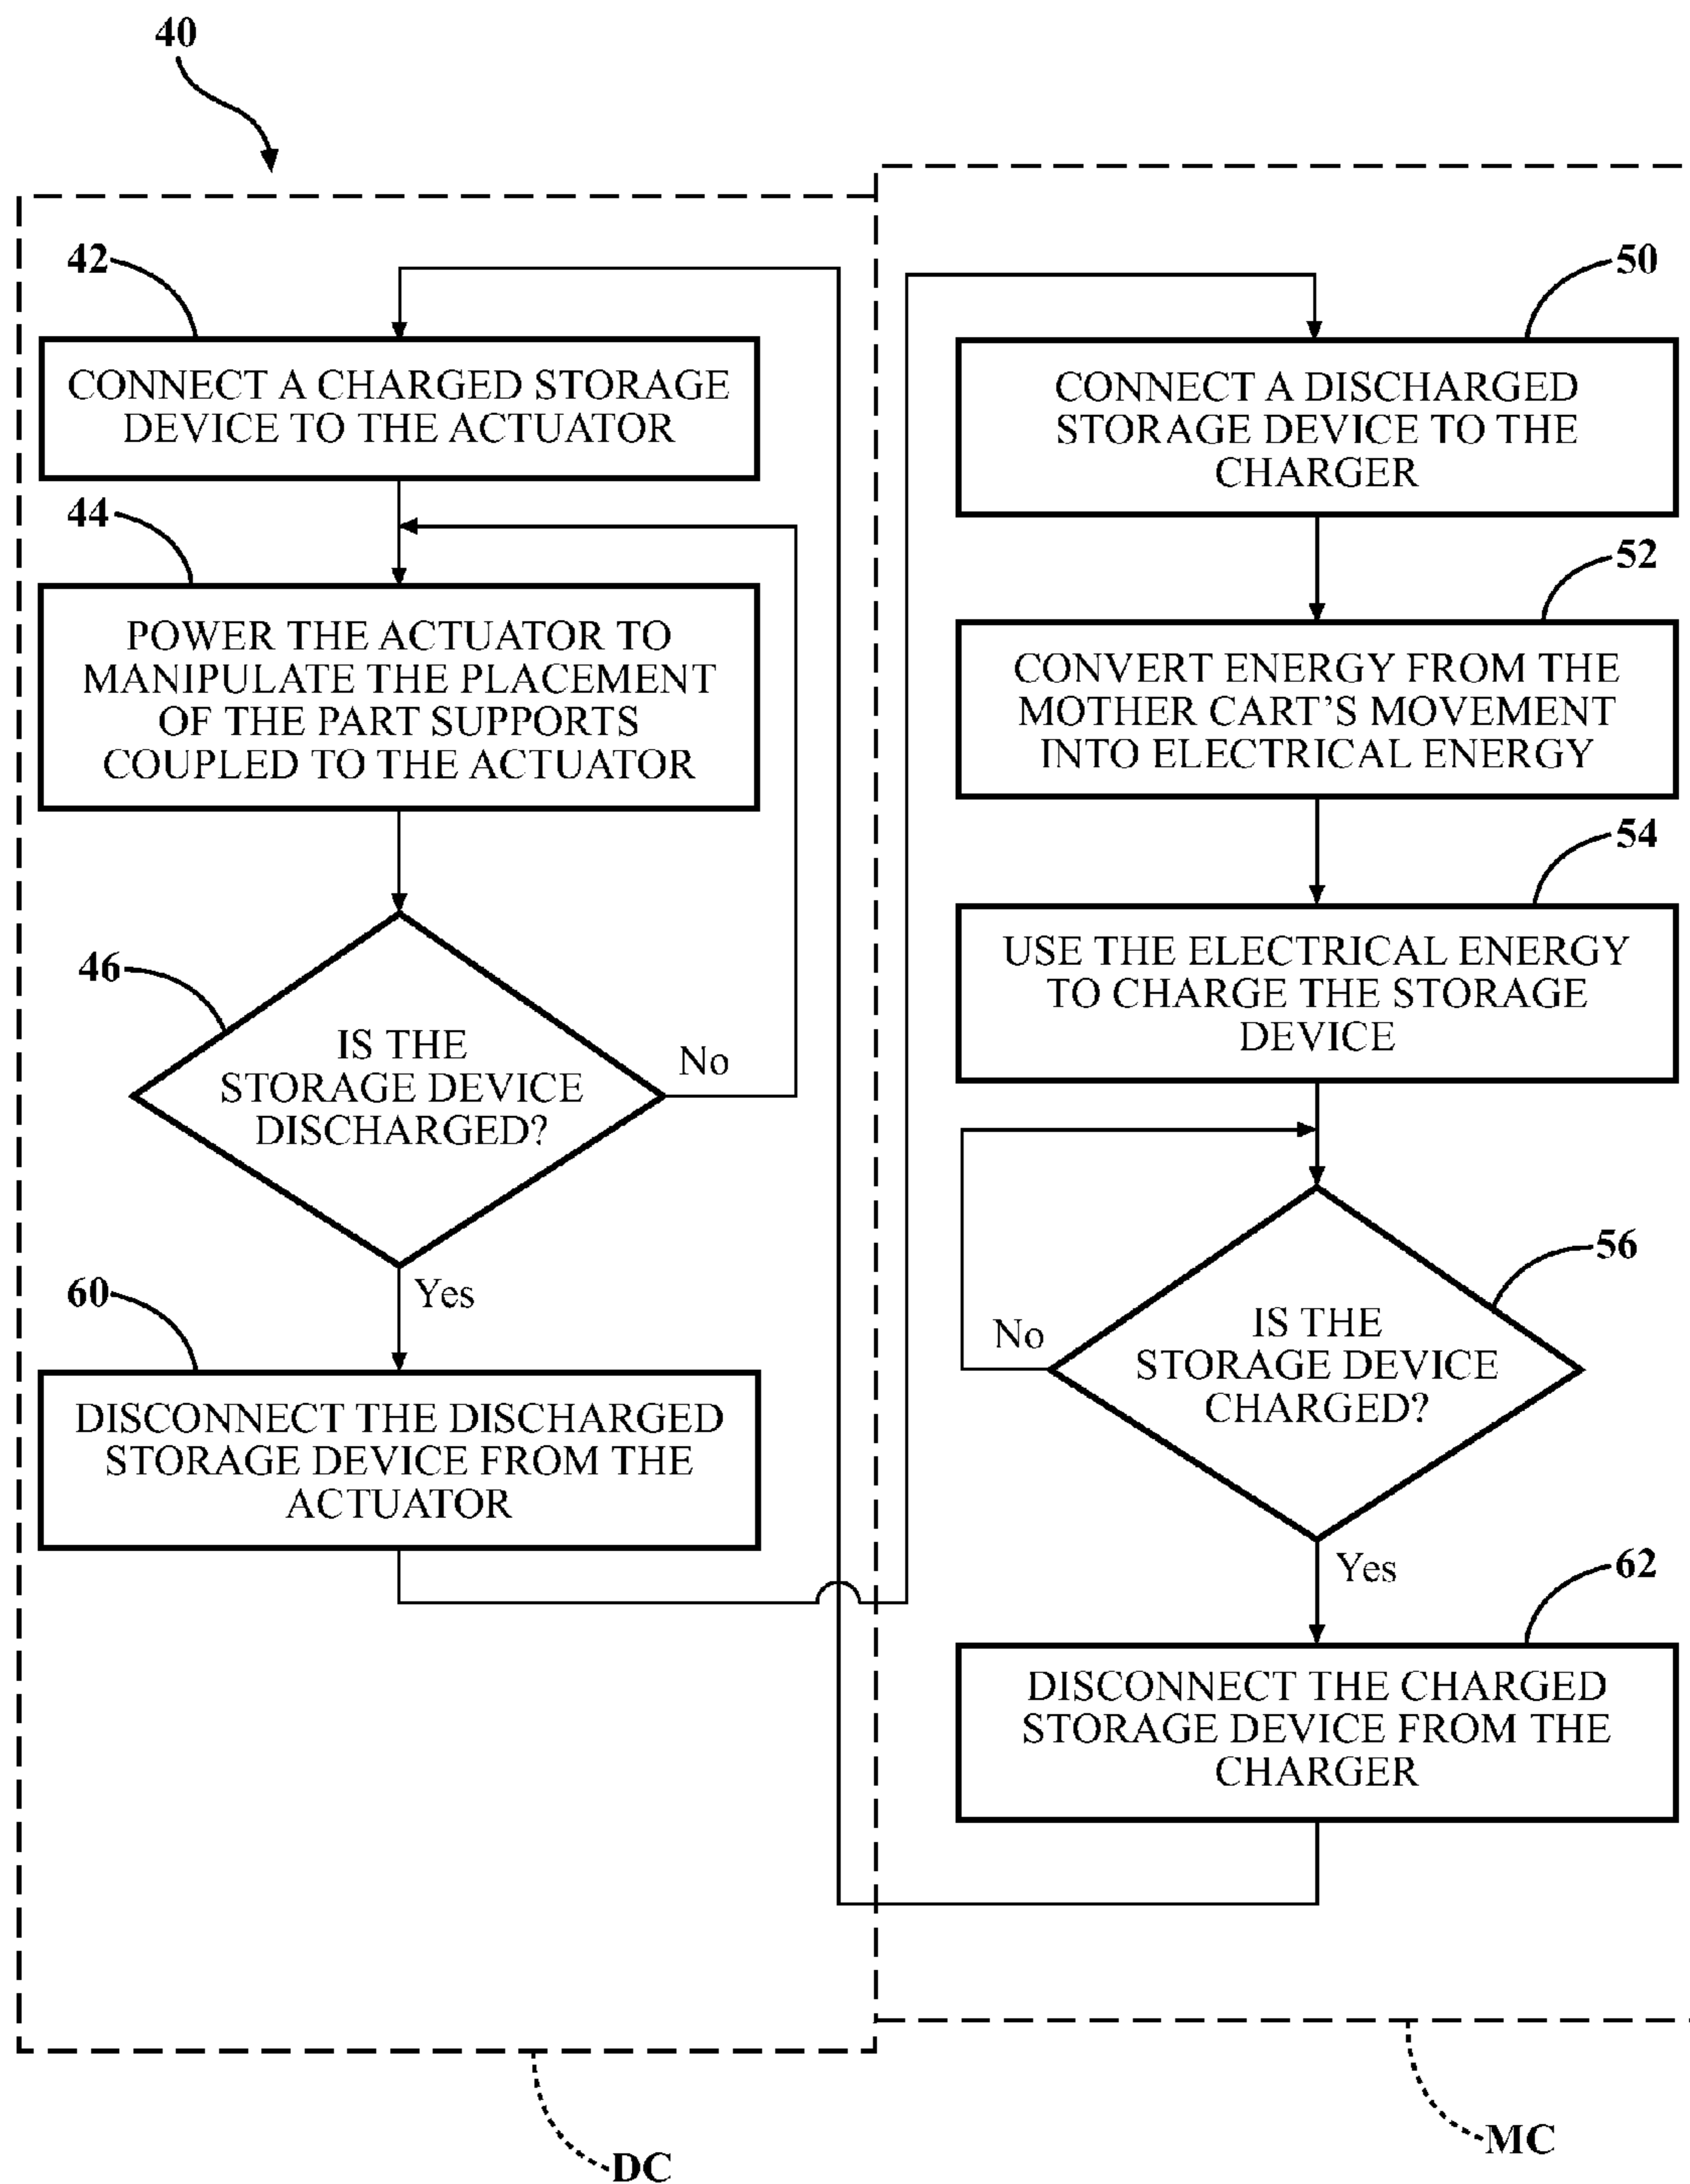 40
42
CONNECT A CHARGED STORAGE
DEVICE TO THE ACTUATOR
44
POWER THE ACTUATOR TO
MANIPULATE THE PLACEMENT
OF THE PART SUPPORTS
COUPLED TO THE ACTUATOR
46
IS THE
STORAGE DEVICE
DISCHARGED?
No
Yes
60
DISCONNECT THE DISCHARGED
STORAGE DEVICE FROM THE
ACTUATOR
DC
50
CONNECT A DISCHARGED
STORAGE DEVICE TO THE
CHARGER
52
CONVERT ENERGY FROM THE
MOTHER CART'S MOVEMENT
INTO ELECTRICAL ENERGY
54
USE THE ELECTRICAL ENERGY
TO CHARGE THE STORAGE
DEVICE
56
IS THE
STORAGE DEVICE
CHARGED?
No
Yes
62
DISCONNECT THE CHARGED
STORAGE DEVICE FROM THE
CHARGER
MC